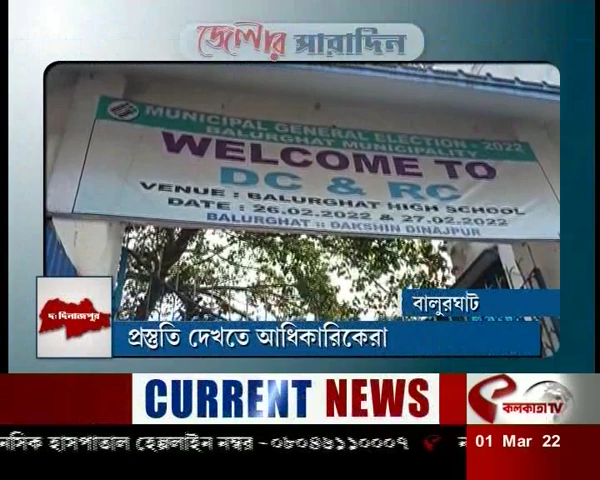 জেলার সারাদিন
MUNICIPAL GENERAL ELECTION - 2022
BALURGHAT MUNICIPALITY
WELCOME TO
DC & RC
VENUE : BALURGHAT HIGH SCHOOL
DATE : 26.02.2022 & 27.02.2022
BALURGHAT :: DAKSHIN DINAJPUR
বালুরঘাট
দঃ দিনাজপুর
প্রস্তুতি দেখতে আধিকারিকেরা
CURRENT NEWS
কলকাতা TV
নসিক হাসপাতাল হেল্পলাইন নম্বর -০৮০৪৬১১০০০৭
01 Mar 22